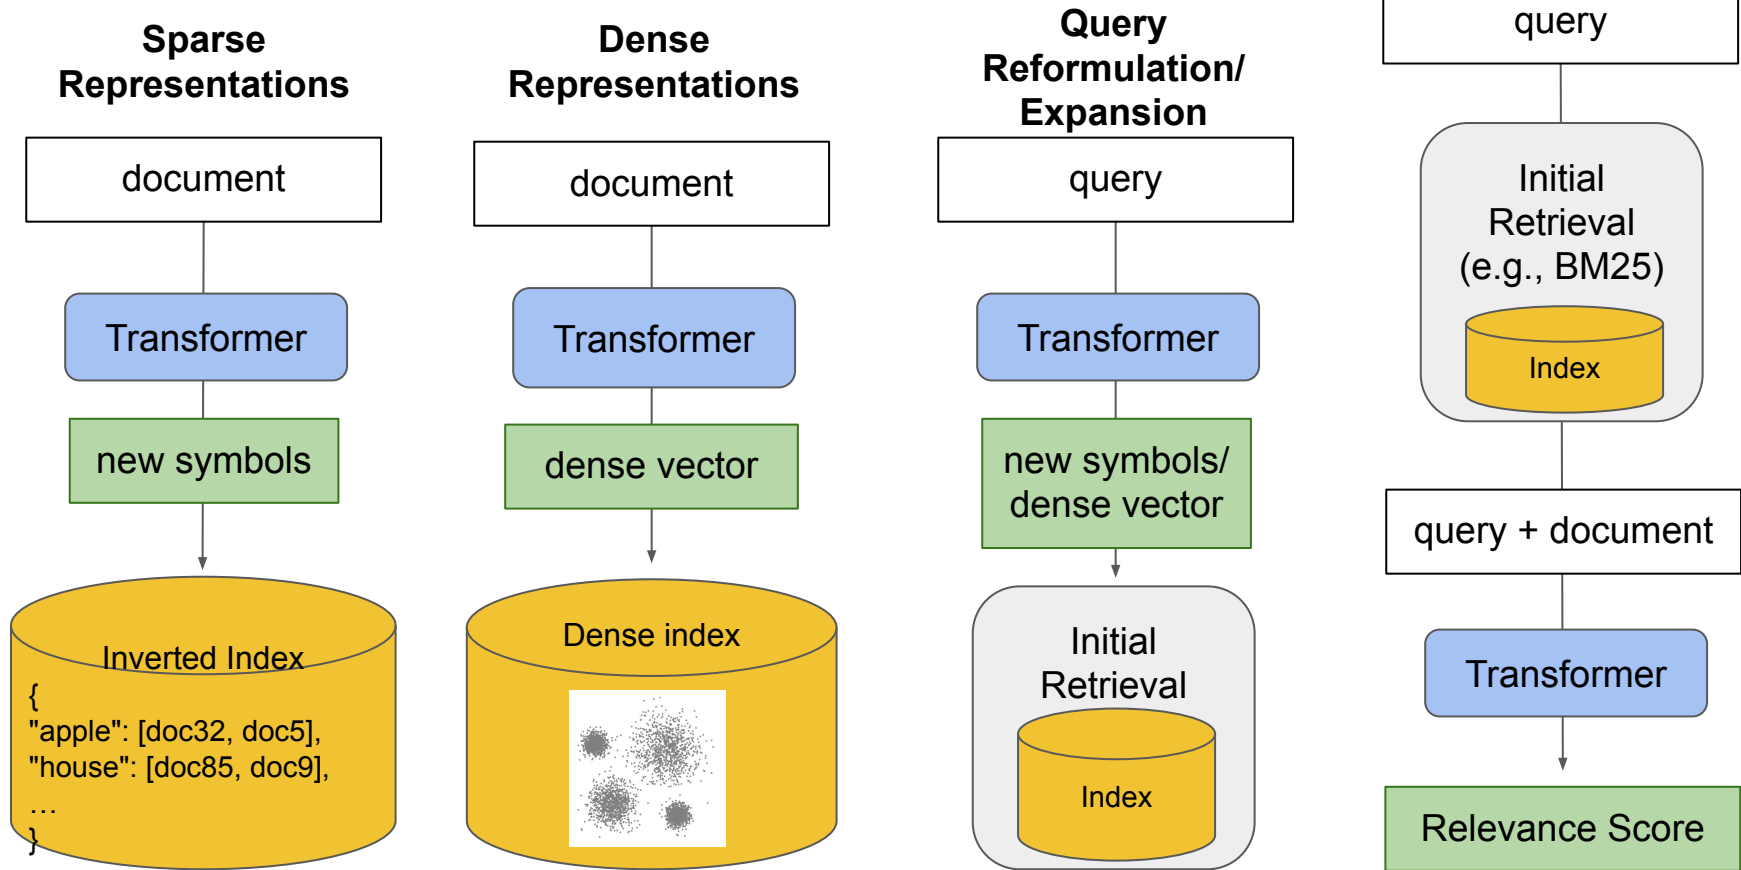 Sparse
Representations
document
Transformer
new symbols
Inverted Index
{
"apple": [doc32, doc5],
"house": [doc85, doc9],
…
}
Dense
Representations
document
Transformer
dense vector
Dense index
Query
Reformulation/
Expansion
query
Transformer
new symbols/
dense vector
Initial
Retrieval
Index
query
Initial
Retrieval
(e.g., BM25)
Index
query + document
Transformer
Relevance Score